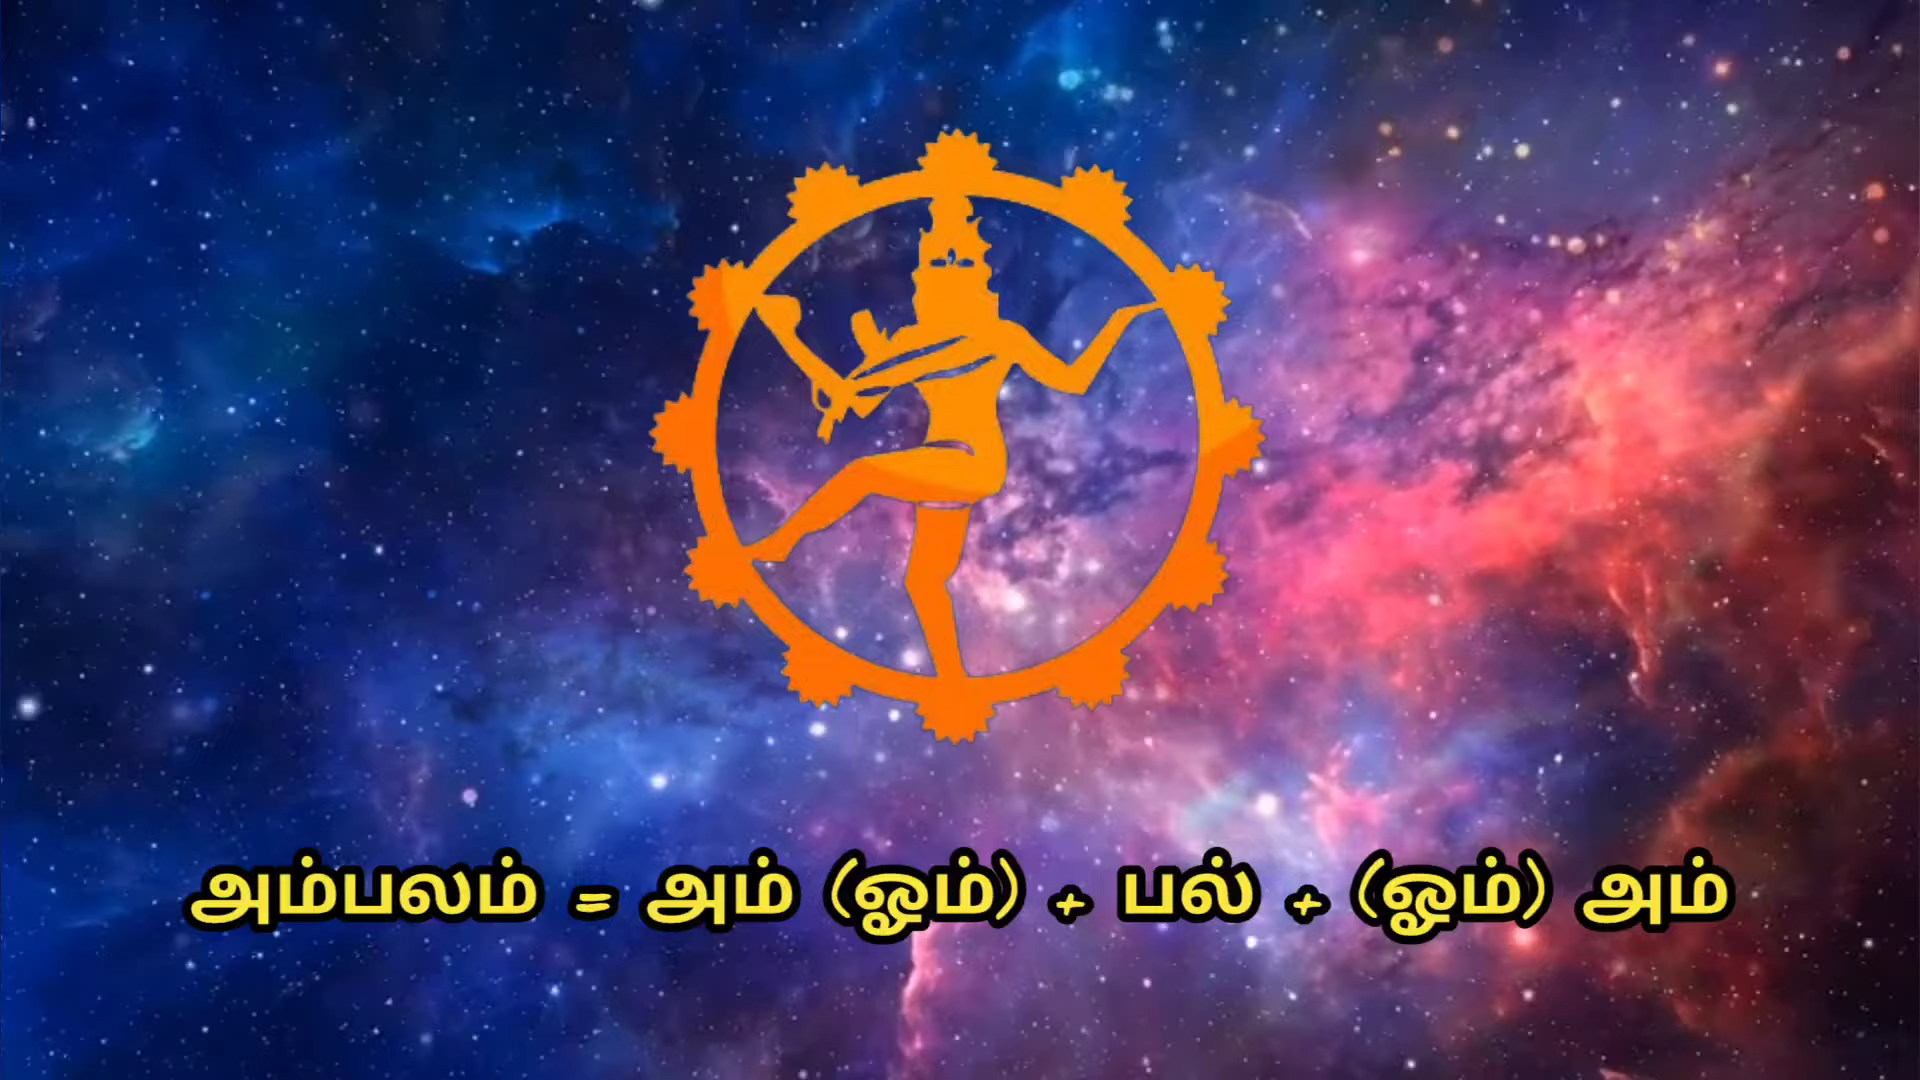 அம்பலம் = அம் (ஓம்) + பல் + (ஓம்) அம்